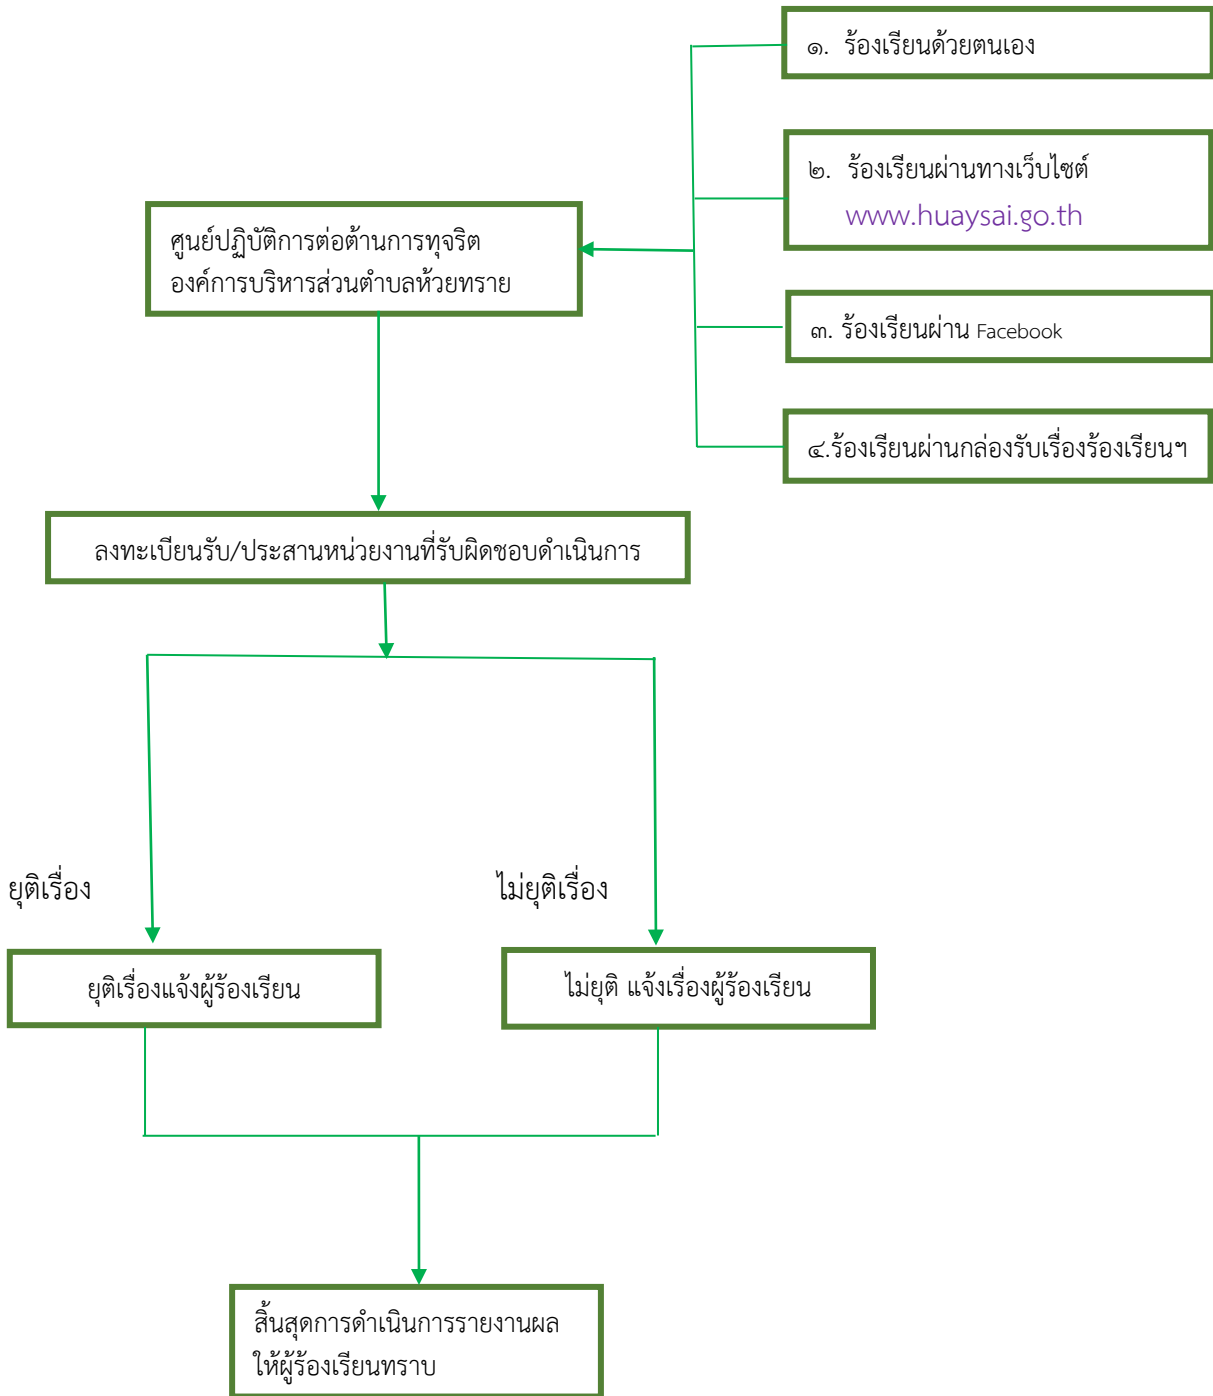 ๑. ร้องเรียนด้วยตนเอง
๒. ร้องเรียนผ่านทางเว็บไซต์
www.huaysai.go.th
ศูนย์ปฏิบัติการต่อต้านการทุจริต
องค์การบริหารส่วนตำบลห้วยทราย
๓. ร้องเรียนผ่าน Facebook
๔.ร้องเรียนผ่านกล่องรับเรื่องร้องเรียนฯ
ลงทะเบียนรับ/ประสานหน่วยงานที่รับผิดชอบดำเนินการ
ยุติเรื่อง
ไม่ยุติเรื่อง
ยุติเรื่องแจ้งผู้ร้องเรียน
ไม่ยุติ แจ้งเรื่องผู้ร้องเรียน
สิ้นสุดการดำเนินการรายงานผล
ให้ผู้ร้องเรียนทราบ